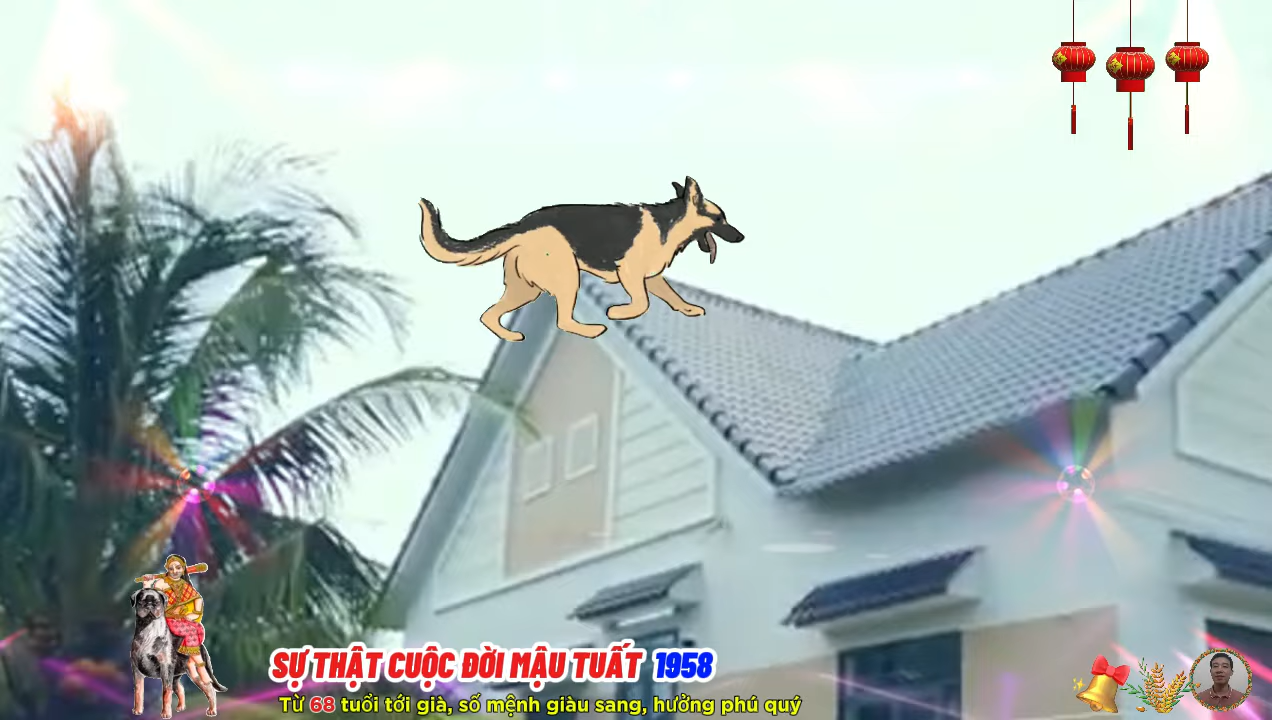 SỰ THẬT CUỘC ĐỜI MẬU TUẤT 1958
Từ 68 tuổi tới già, số mệnh giàu sang, hưởng phú quý